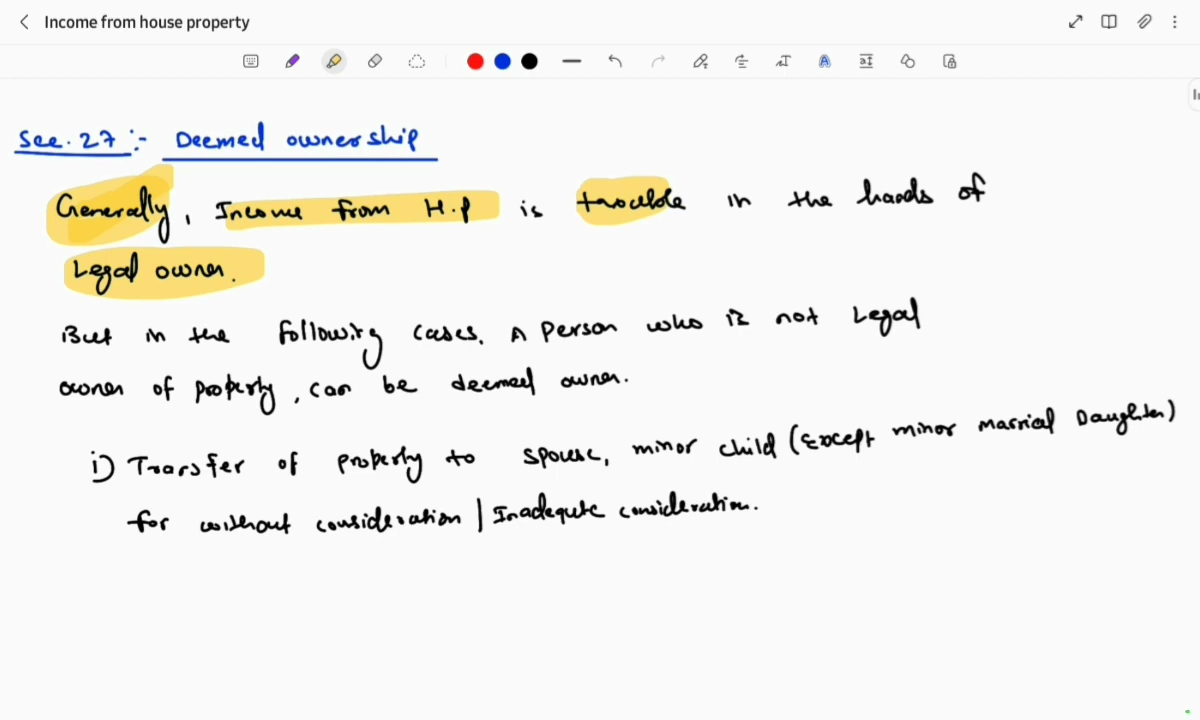 Income from house property
Sec. 27 :- Deemed ownership
Generally, Income from H.P is taxable in the hands of
Legal owner.
But in the following cases, A person who is not Legal
owner of property, can be deemed owner.
i) Transfer of property to spouse, minor child (Except minor married Daughter)
for without consideration | Inadequte consideration.